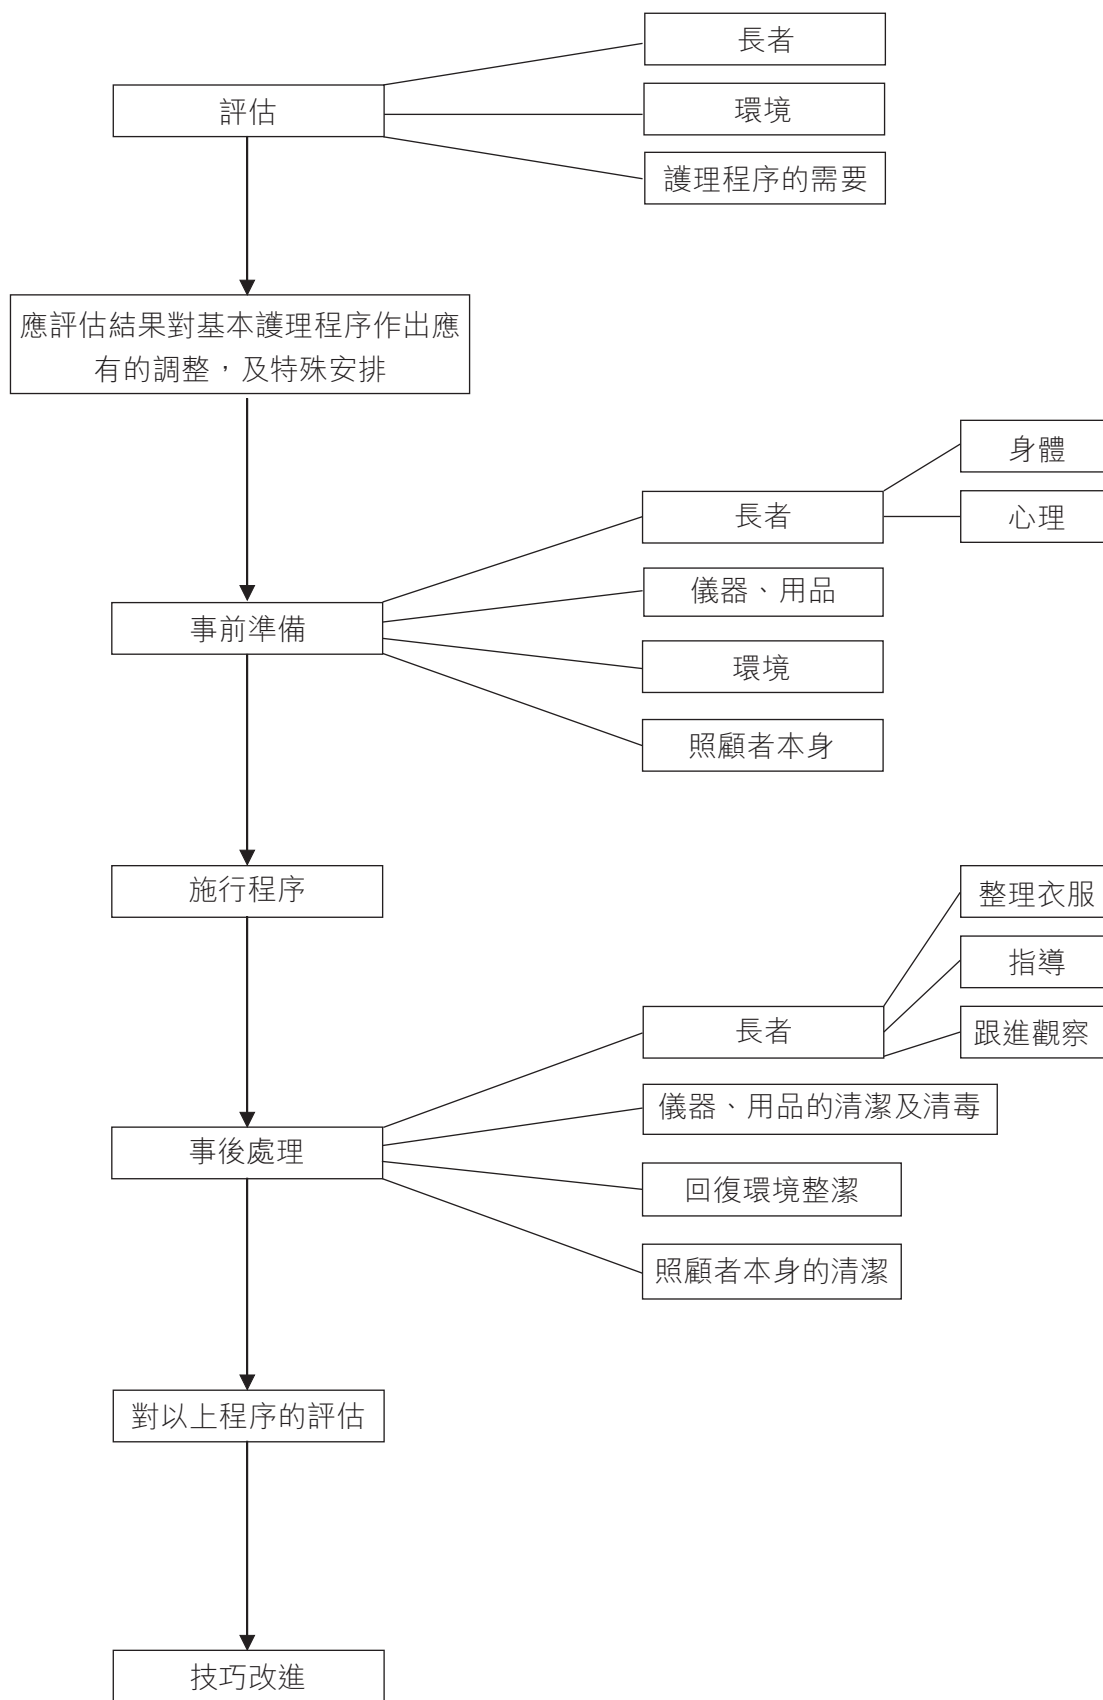 長者
評估
環境
護理程序的需要
應評估結果對基本護理程序作出應
有的調整，及特殊安排
身體
長者
心理
儀器、用品
事前準備
環境
照顧者本身
施行程序
整理衣服
指導
長者
跟進觀察
儀器、用品的清潔及清毒
事後處理
回復環境整潔
照顧者本身的清潔
對以上程序的評估
技巧改進